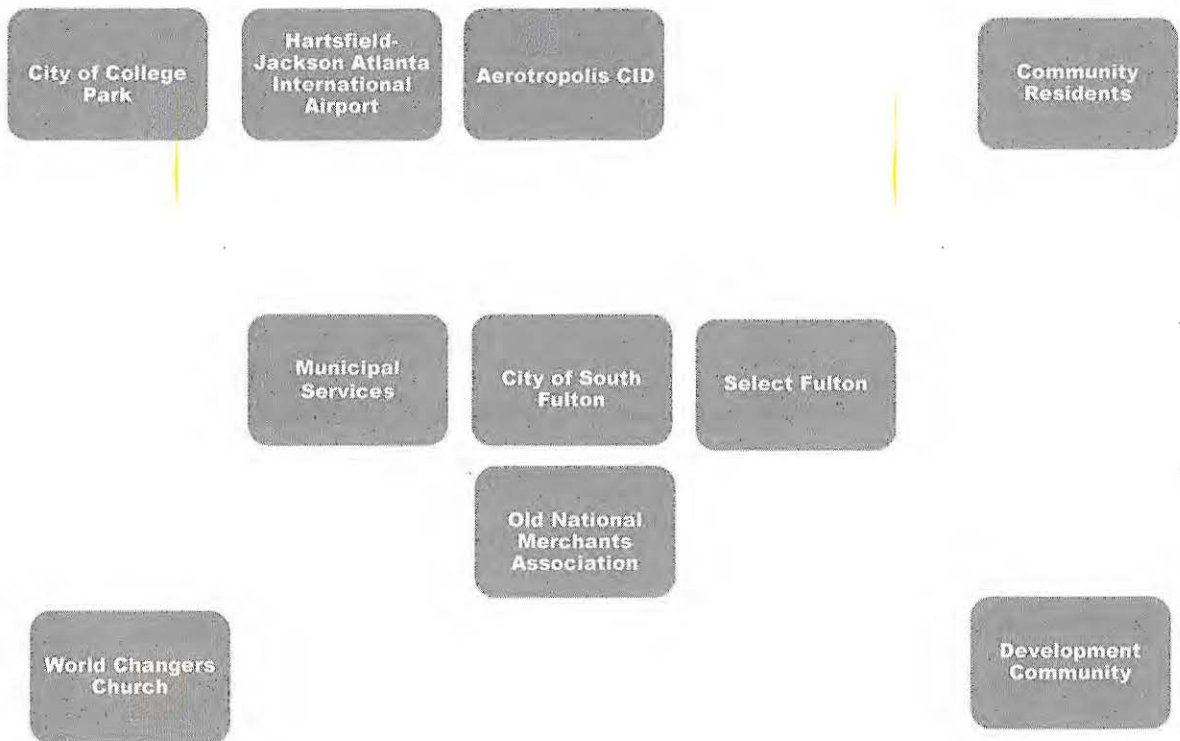 City of College
Park
Hartsfield-
Jackson Atlanta
International
Airport
Aerotropolis CID
Community
Residents
Municipal
Services
City of South
Fulton
Select Fulton
Old National
Merchants
Association
World Changers
Church
Development
Community